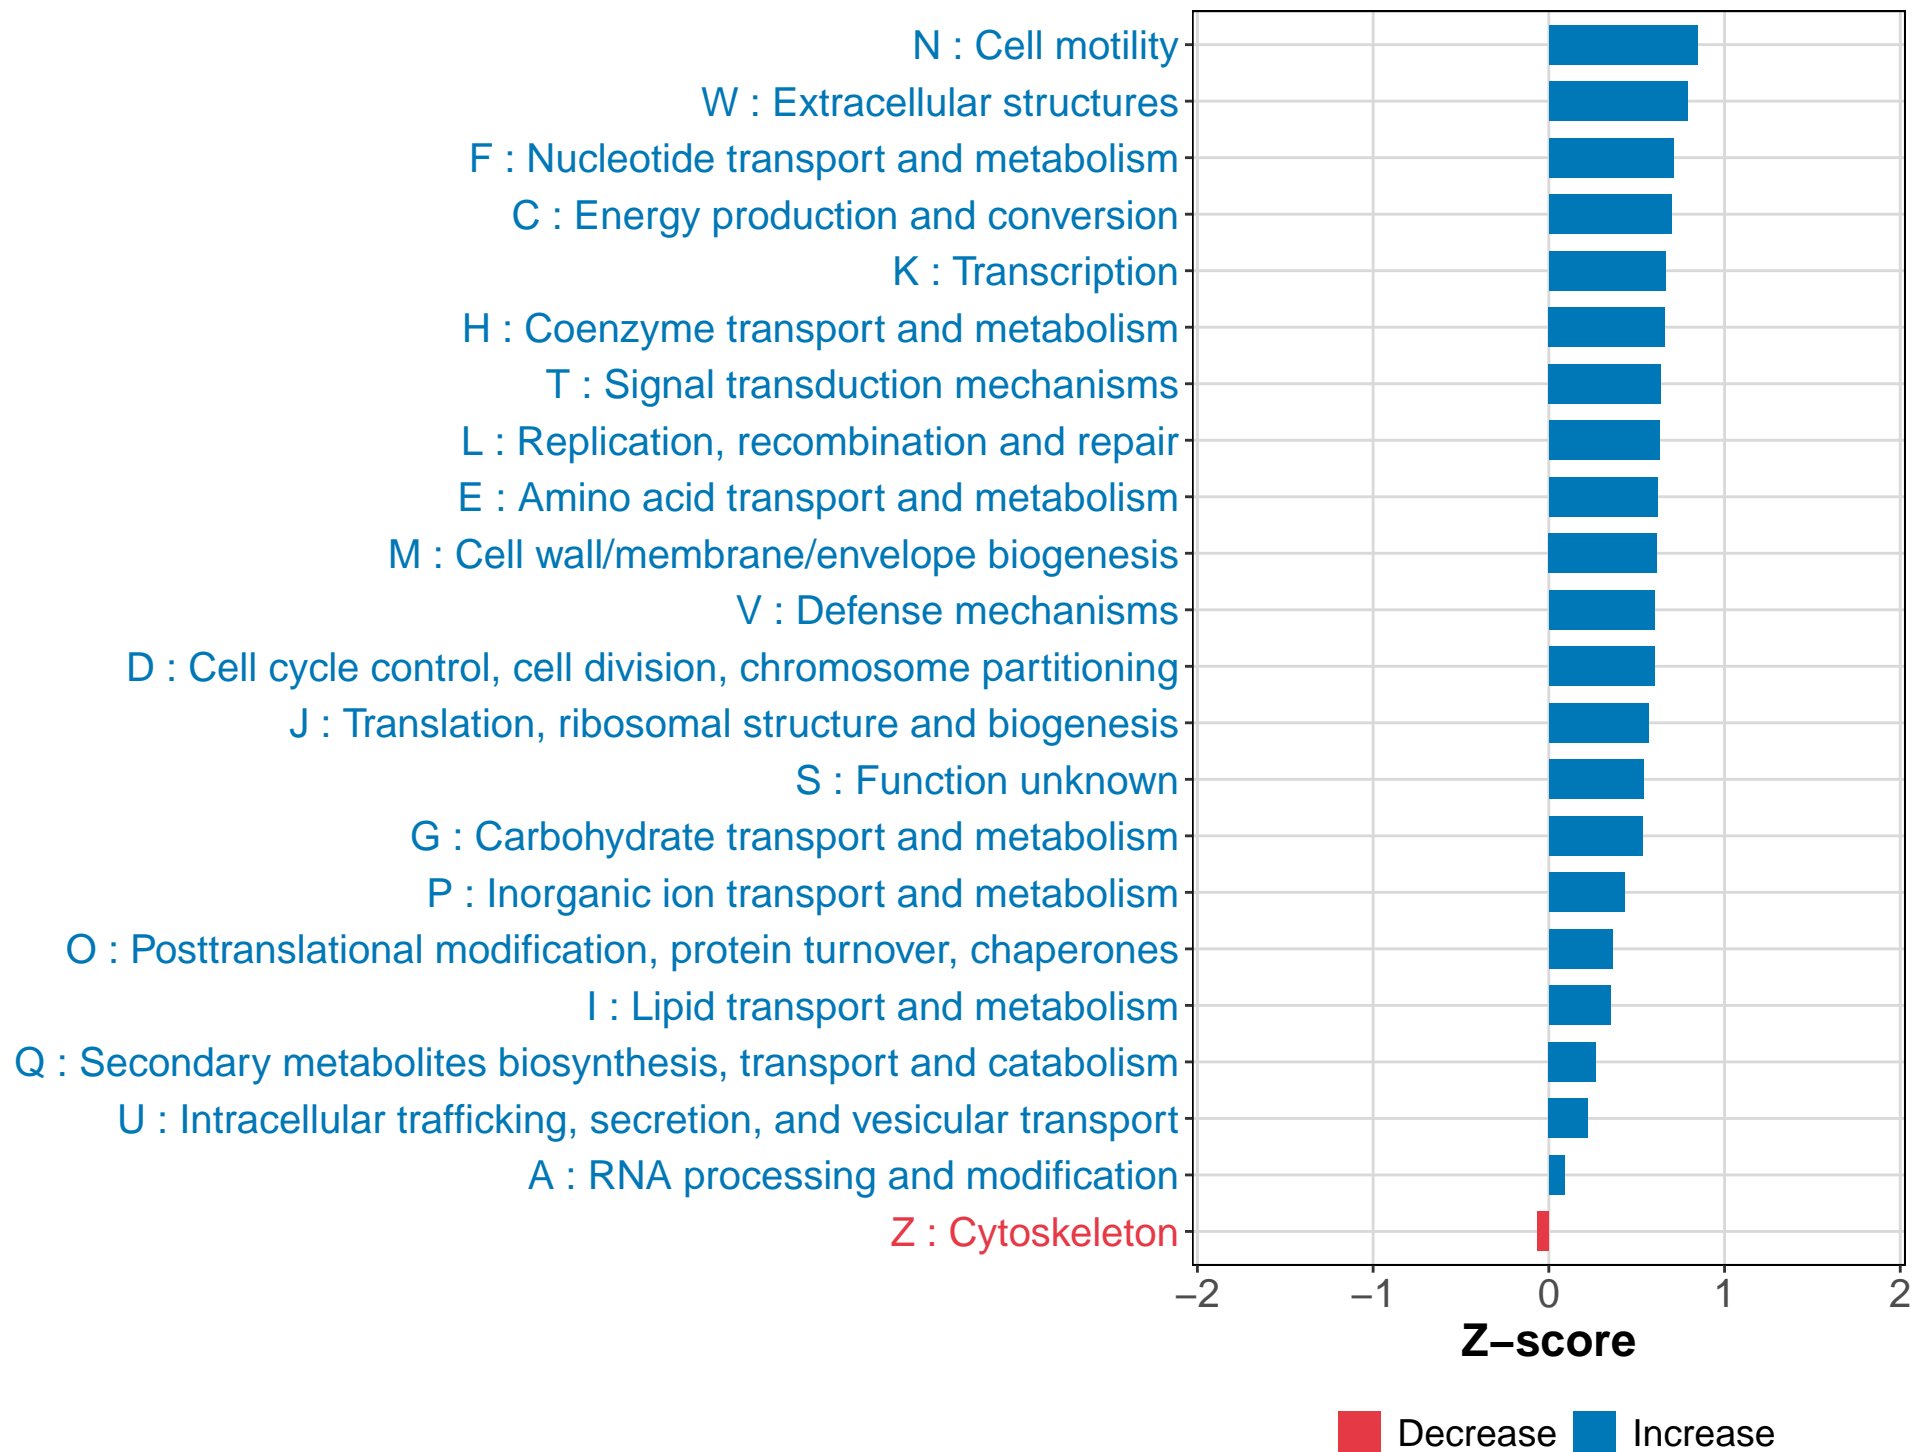 N : Cell motility
W : Extracellular structures
F : Nucleotide transport and metabolism
C : Energy production and conversion
K : Transcription
H : Coenzyme transport and metabolism
T : Signal transduction mechanisms
L : Replication, recombination and repair
E : Amino acid transport and metabolism
M : Cell wall/membrane/envelope biogenesis
V : Defense mechanisms
D : Cell cycle control, cell division, chromosome partitioning
J : Translation, ribosomal structure and biogenesis
S : Function unknown
G : Carbohydrate transport and metabolism
P : Inorganic ion transport and metabolism
O : Posttranslational modification, protein turnover, chaperones
I : Lipid transport and metabolism
Q : Secondary metabolites biosynthesis, transport and catabolism
U : Intracellular trafficking, secretion, and vesicular transport
A : RNA processing and modification
Z : Cytoskeleton
−2 −1 0 1 2
Z−score
Decrease Increase